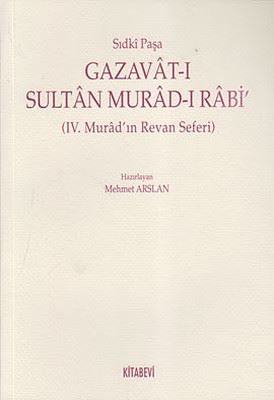 Sıdkî Paşa
GAZAVÂT-I
SULTÂN MURÂD-I RÂBİ'
(IV. Murâd'ın Revan Seferi)
Hazırlayan
Mehmet ARSLAN
KİTABEVİ